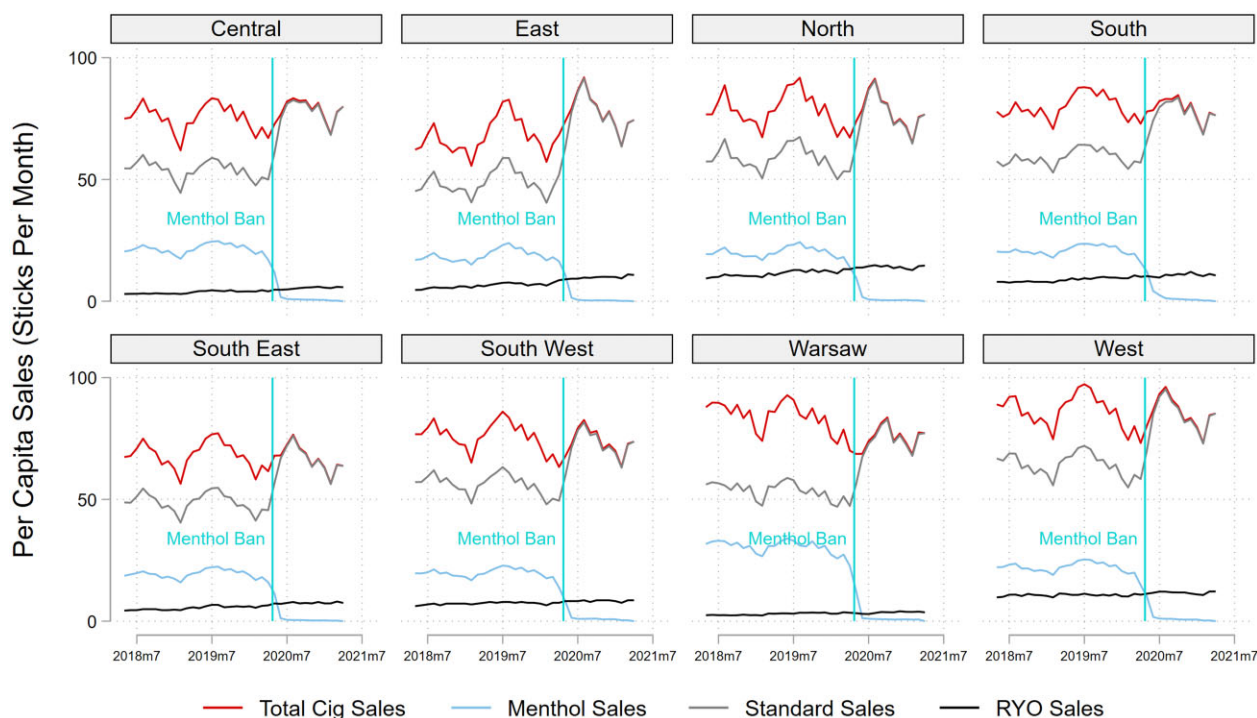 Per Capita Sales (Sticks Per Month)
Central
East
North
South
100
50
0
Menthol Ban
Menthol Ban
Menthol Ban
Menthol Ban
South East
South West
Warsaw
West
100
50
0
Menthol Ban
Menthol Ban
Menthol Ban
Menthol Ban
2018m7 2019m7 2020m7 2021m7
2018m7 2019m7 2020m7 2021m7
2018m7 2019m7 2020m7 2021m7
2018m7 2019m7 2020m7 2021m7
Total Cig Sales
Menthol Sales
Standard Sales
RYO Sales